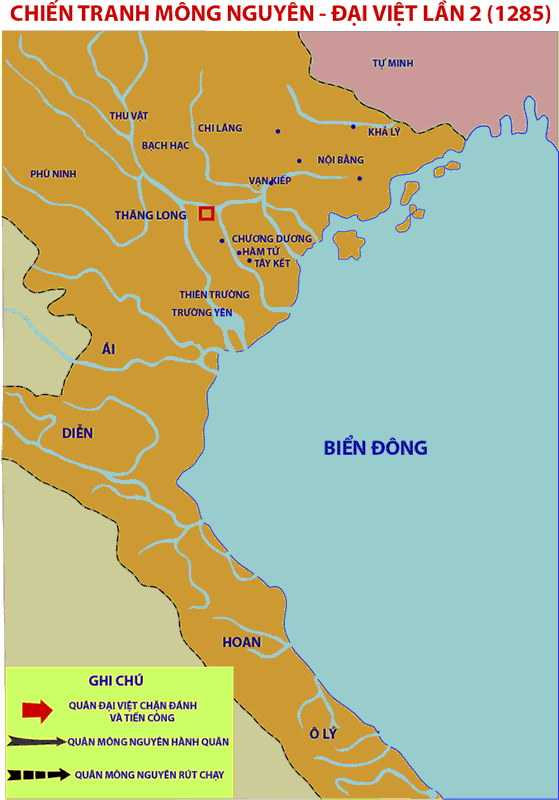 CHIẾN TRANH MÔNG NGUYÊN - ĐẠI VIỆT LẦN 2 (1285)
TỰ MINH
THU VẬT
CHI LĂNG
KHẢ LÝ
BẠCH HẠC
NỘI BẰNG
PHÙ NINH
VẠN KIẾP
THĂNG LONG
CHƯƠNG DƯƠNG
HÀM TỬ
TÂY KẾT
THIÊN TRƯỜNG
TRƯỜNG YÊN
ÁI
DIỄN
BIỂN ĐÔNG
HOAN
Ô LÝ
GHI CHÚ
QUÂN ĐẠI VIỆT CHẶN ĐÁNH
VÀ TIẾN CÔNG
QUÂN MÔNG NGUYÊN HÀNH QUÂN
QUÂN MÔNG NGUYÊN RÚT CHẠY